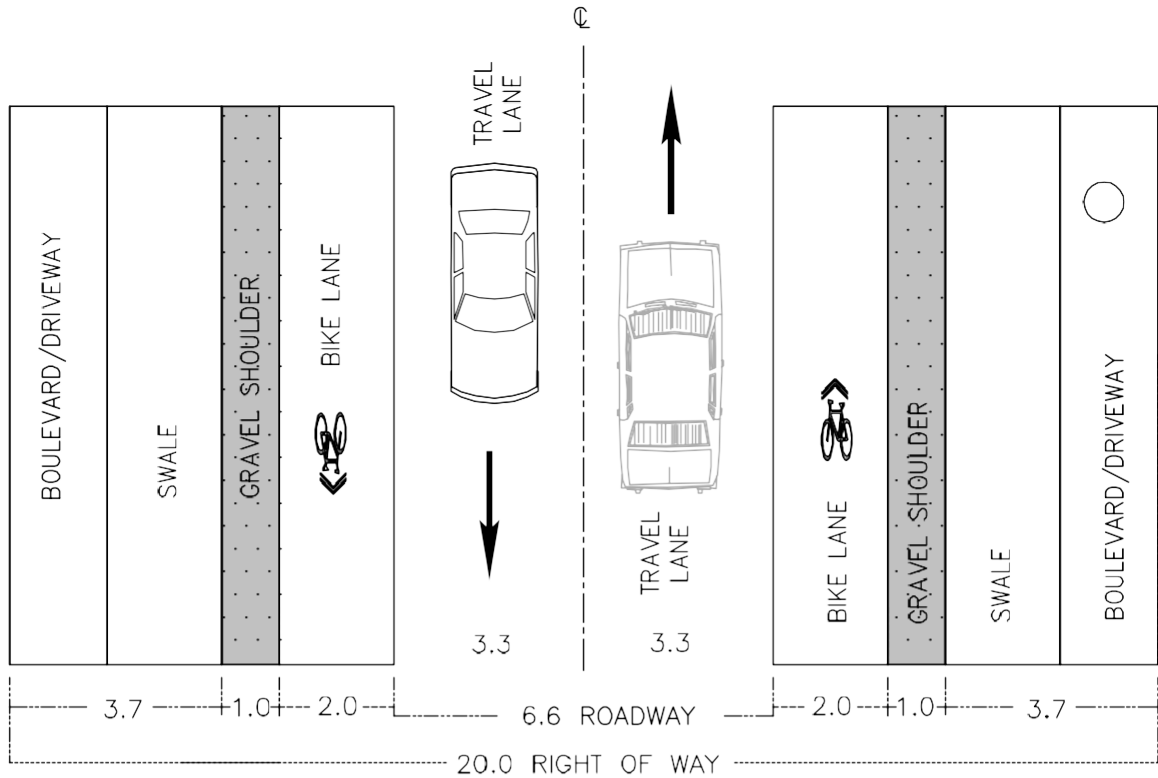 ℄
TRAVEL
LANE
BOULEVARD/DRIVEWAY
SWALE
GRAVEL SHOULDER
BIKE LANE
TRAVEL
LANE
BIKE LANE
GRAVEL SHOULDER
SWALE
BOULEVARD/DRIVEWAY
3.3
3.3
3.7
1.0
2.0
6.6 ROADWAY
2.0
1.0
3.7
20.0 RIGHT OF WAY